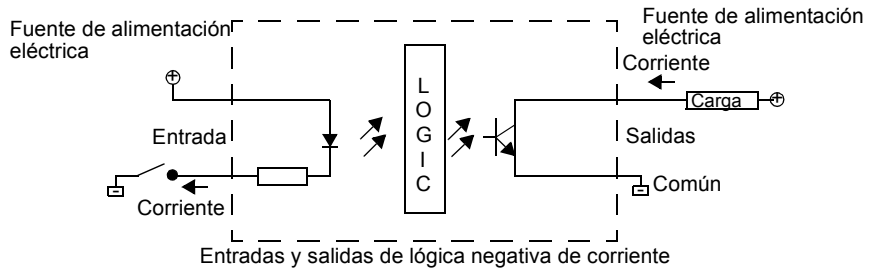 Fuente de alimentación
eléctrica
Fuente de alimentación
eléctrica
Corriente
Carga
LOGIC
Entrada
Salidas
Común
Corriente
Entradas y salidas de lógica negativa de corriente